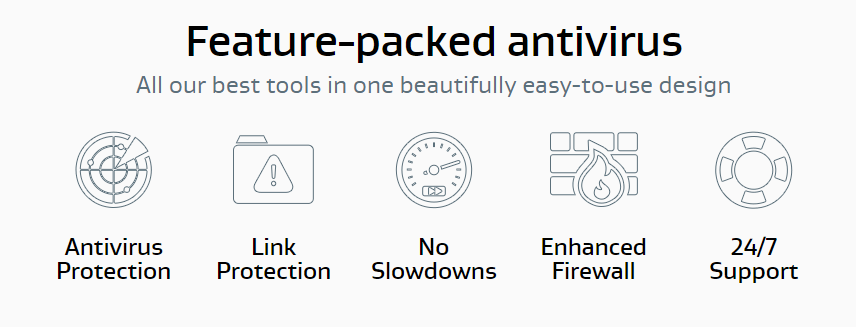 Feature-packed antivirus
All our best tools in one beautifully easy-to-use design
Antivirus
Protection
Link
Protection
No
Slowdowns
Enhanced
Firewall
24/7
Support